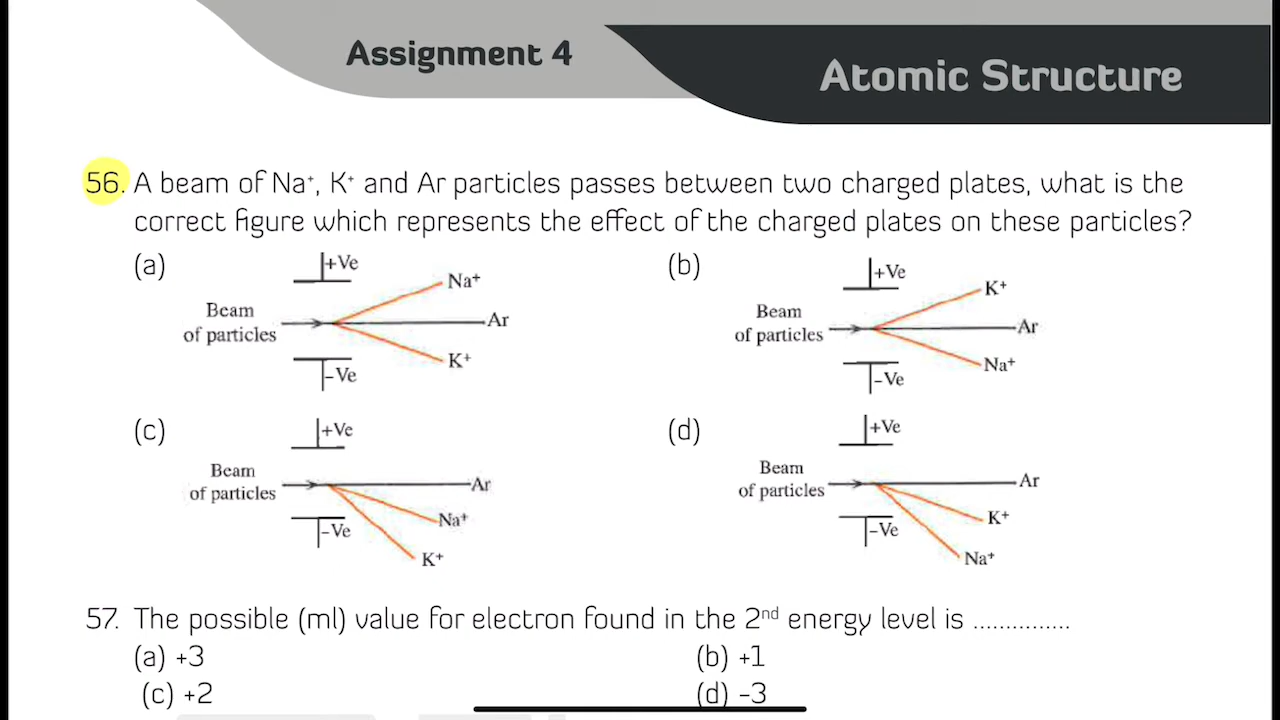 Assignment 4
Atomic Structure
56. A beam of Na⁺, K⁺ and Ar particles passes between two charged plates, what is the
correct figure which represents the effect of the charged plates on these particles?
(a)
+Ve
Na⁺
Beam
of particles
Ar
K⁺
-Ve
(b)
+Ve
K⁺
Beam
of particles
Ar
Na⁺
-Ve
(c)
+Ve
Beam
of particles
Ar
Na⁺
-Ve
K⁺
(d)
+Ve
Beam
of particles
Ar
K⁺
-Ve
Na⁺
57. The possible (ml) value for electron found in the 2ⁿᵈ energy level is ...............
(a) +3
(b) +1
(c) +2
(d) -3